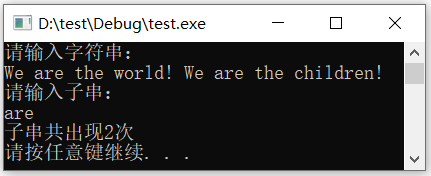 D:\test\Debug\test.exe
请输入字符串:
We are the world! We are the children!
请输入子串:
are
子串共出现2次
请按任意键继续. . .